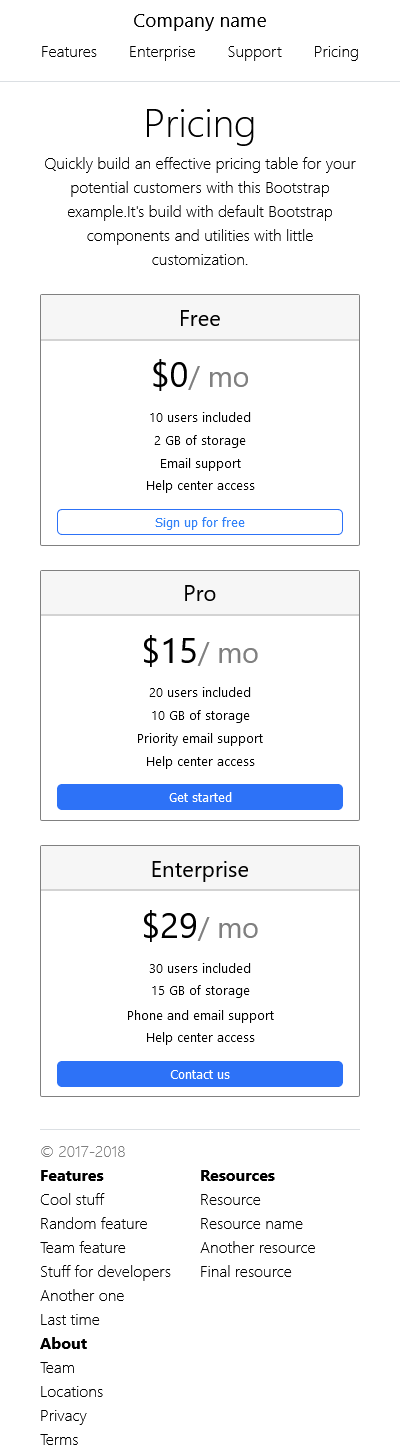 Company name
Features Enterprise Support Pricing
Pricing
Quickly build an effective pricing table for your
potential customers with this Bootstrap
example.It's build with default Bootstrap
components and utilities with little
customization.
Free
$0/ mo
10 users included
2 GB of storage
Email support
Help center access
Sign up for free
Pro
$15/ mo
20 users included
10 GB of storage
Priority email support
Help center access
Get started
Enterprise
$29/ mo
30 users included
15 GB of storage
Phone and email support
Help center access
Contact us
© 2017-2018
Features
Cool stuff
Random feature
Team feature
Stuff for developers
Another one
Last time
Resources
Resource
Resource name
Another resource
Final resource
About
Team
Locations
Privacy
Terms